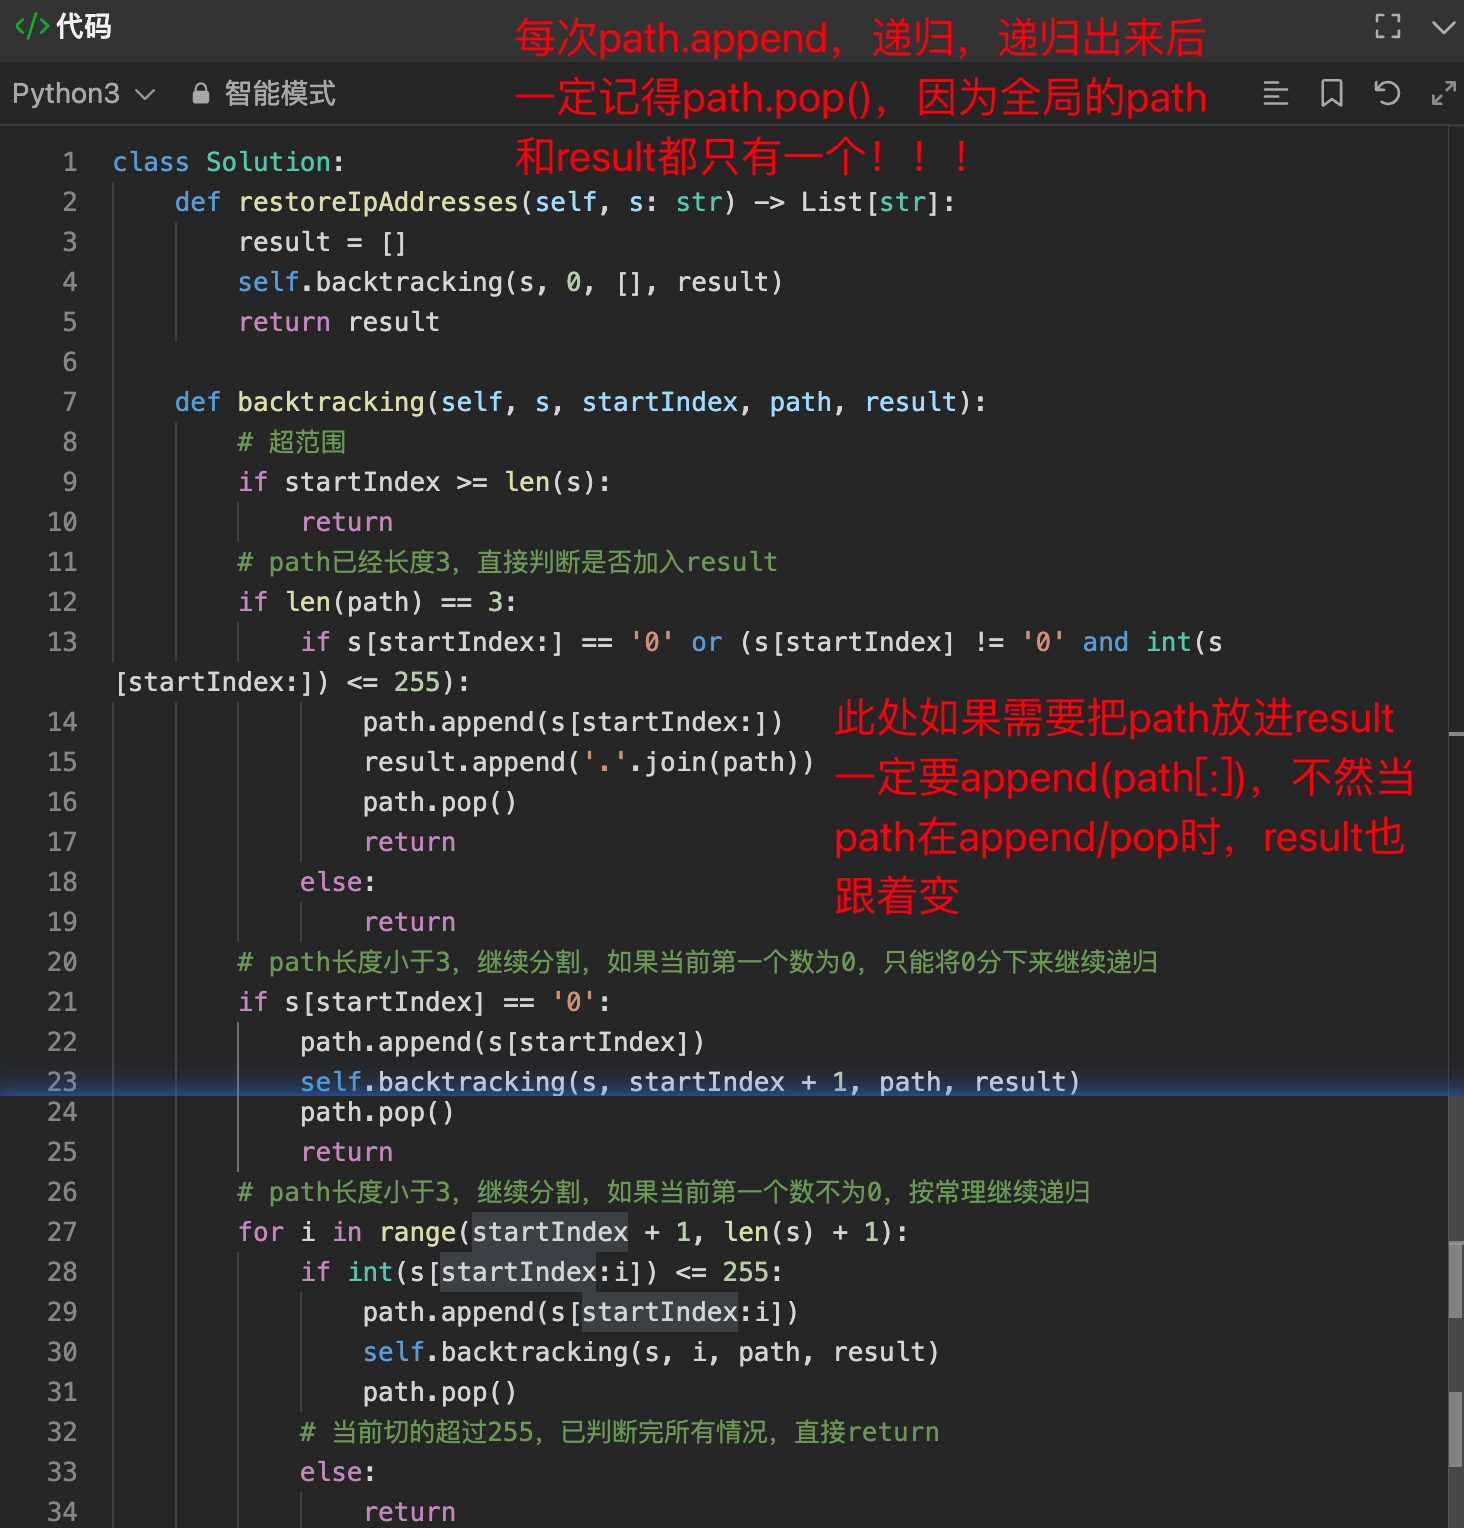 </> 代码
每次path.append，递归，递归出来后
一定记得path.pop()，因为全局的path
和result都只有一个！！！
Python3 智能模式
1 class Solution:
2 def restoreIpAddresses(self, s: str) -> List[str]:
3 result = []
4 self.backtracking(s, 0, [], result)
5 return result
6
7 def backtracking(self, s, startIndex, path, result):
8 # 超范围
9 if startIndex >= len(s):
10 return
11 # path已经长度3，直接判断是否加入result
12 if len(path) == 3:
13 if s[startIndex:] == '0' or (s[startIndex] != '0' and int(s
[startIndex:]) <= 255):
14 path.append(s[startIndex:])
15 result.append('.'.join(path))
16 path.pop()
17 return
18 else:
19 return
此处如果需要把path放进result
一定要append(path[:])，不然当
path在append/pop时，result也
跟着变
20 # path长度小于3，继续分割，如果当前第一个数为0，只能将0分下来继续递归
21 if s[startIndex] == '0':
22 path.append(s[startIndex])
23 self.backtracking(s, startIndex + 1, path, result)
24 path.pop()
25 return
26 # path长度小于3，继续分割，如果当前第一个数不为0，按常理继续递归
27 for i in range(startIndex + 1, len(s) + 1):
28 if int(s[startIndex:i]) <= 255:
29 path.append(s[startIndex:i])
30 self.backtracking(s, i, path, result)
31 path.pop()
32 # 当前切的超过255，已判断完所有情况，直接return
33 else:
34 return